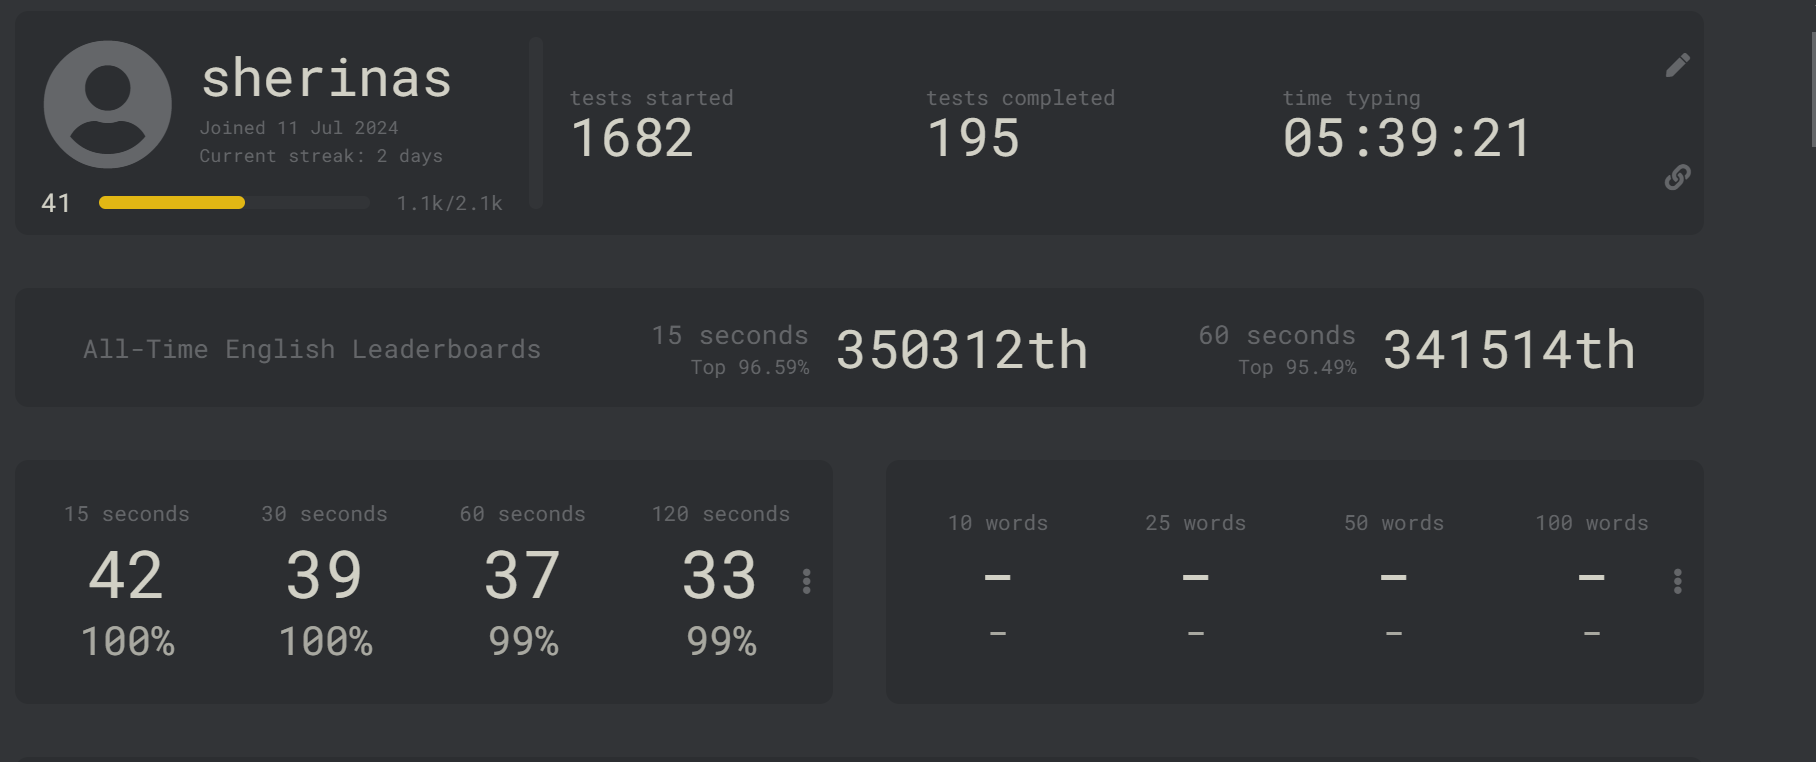 sherinas
Joined 11 Jul 2024
Current streak: 2 days
41 1.1k/2.1k
tests started
1682
tests completed
195
time typing
05:39:21
All-Time English Leaderboards
15 seconds
Top 96.59%
350312th
60 seconds
Top 95.49%
341514th
15 seconds
42
100%
30 seconds
39
100%
60 seconds
37
99%
120 seconds
33
99%
10 words
-
-
25 words
-
-
50 words
-
-
100 words
-
-